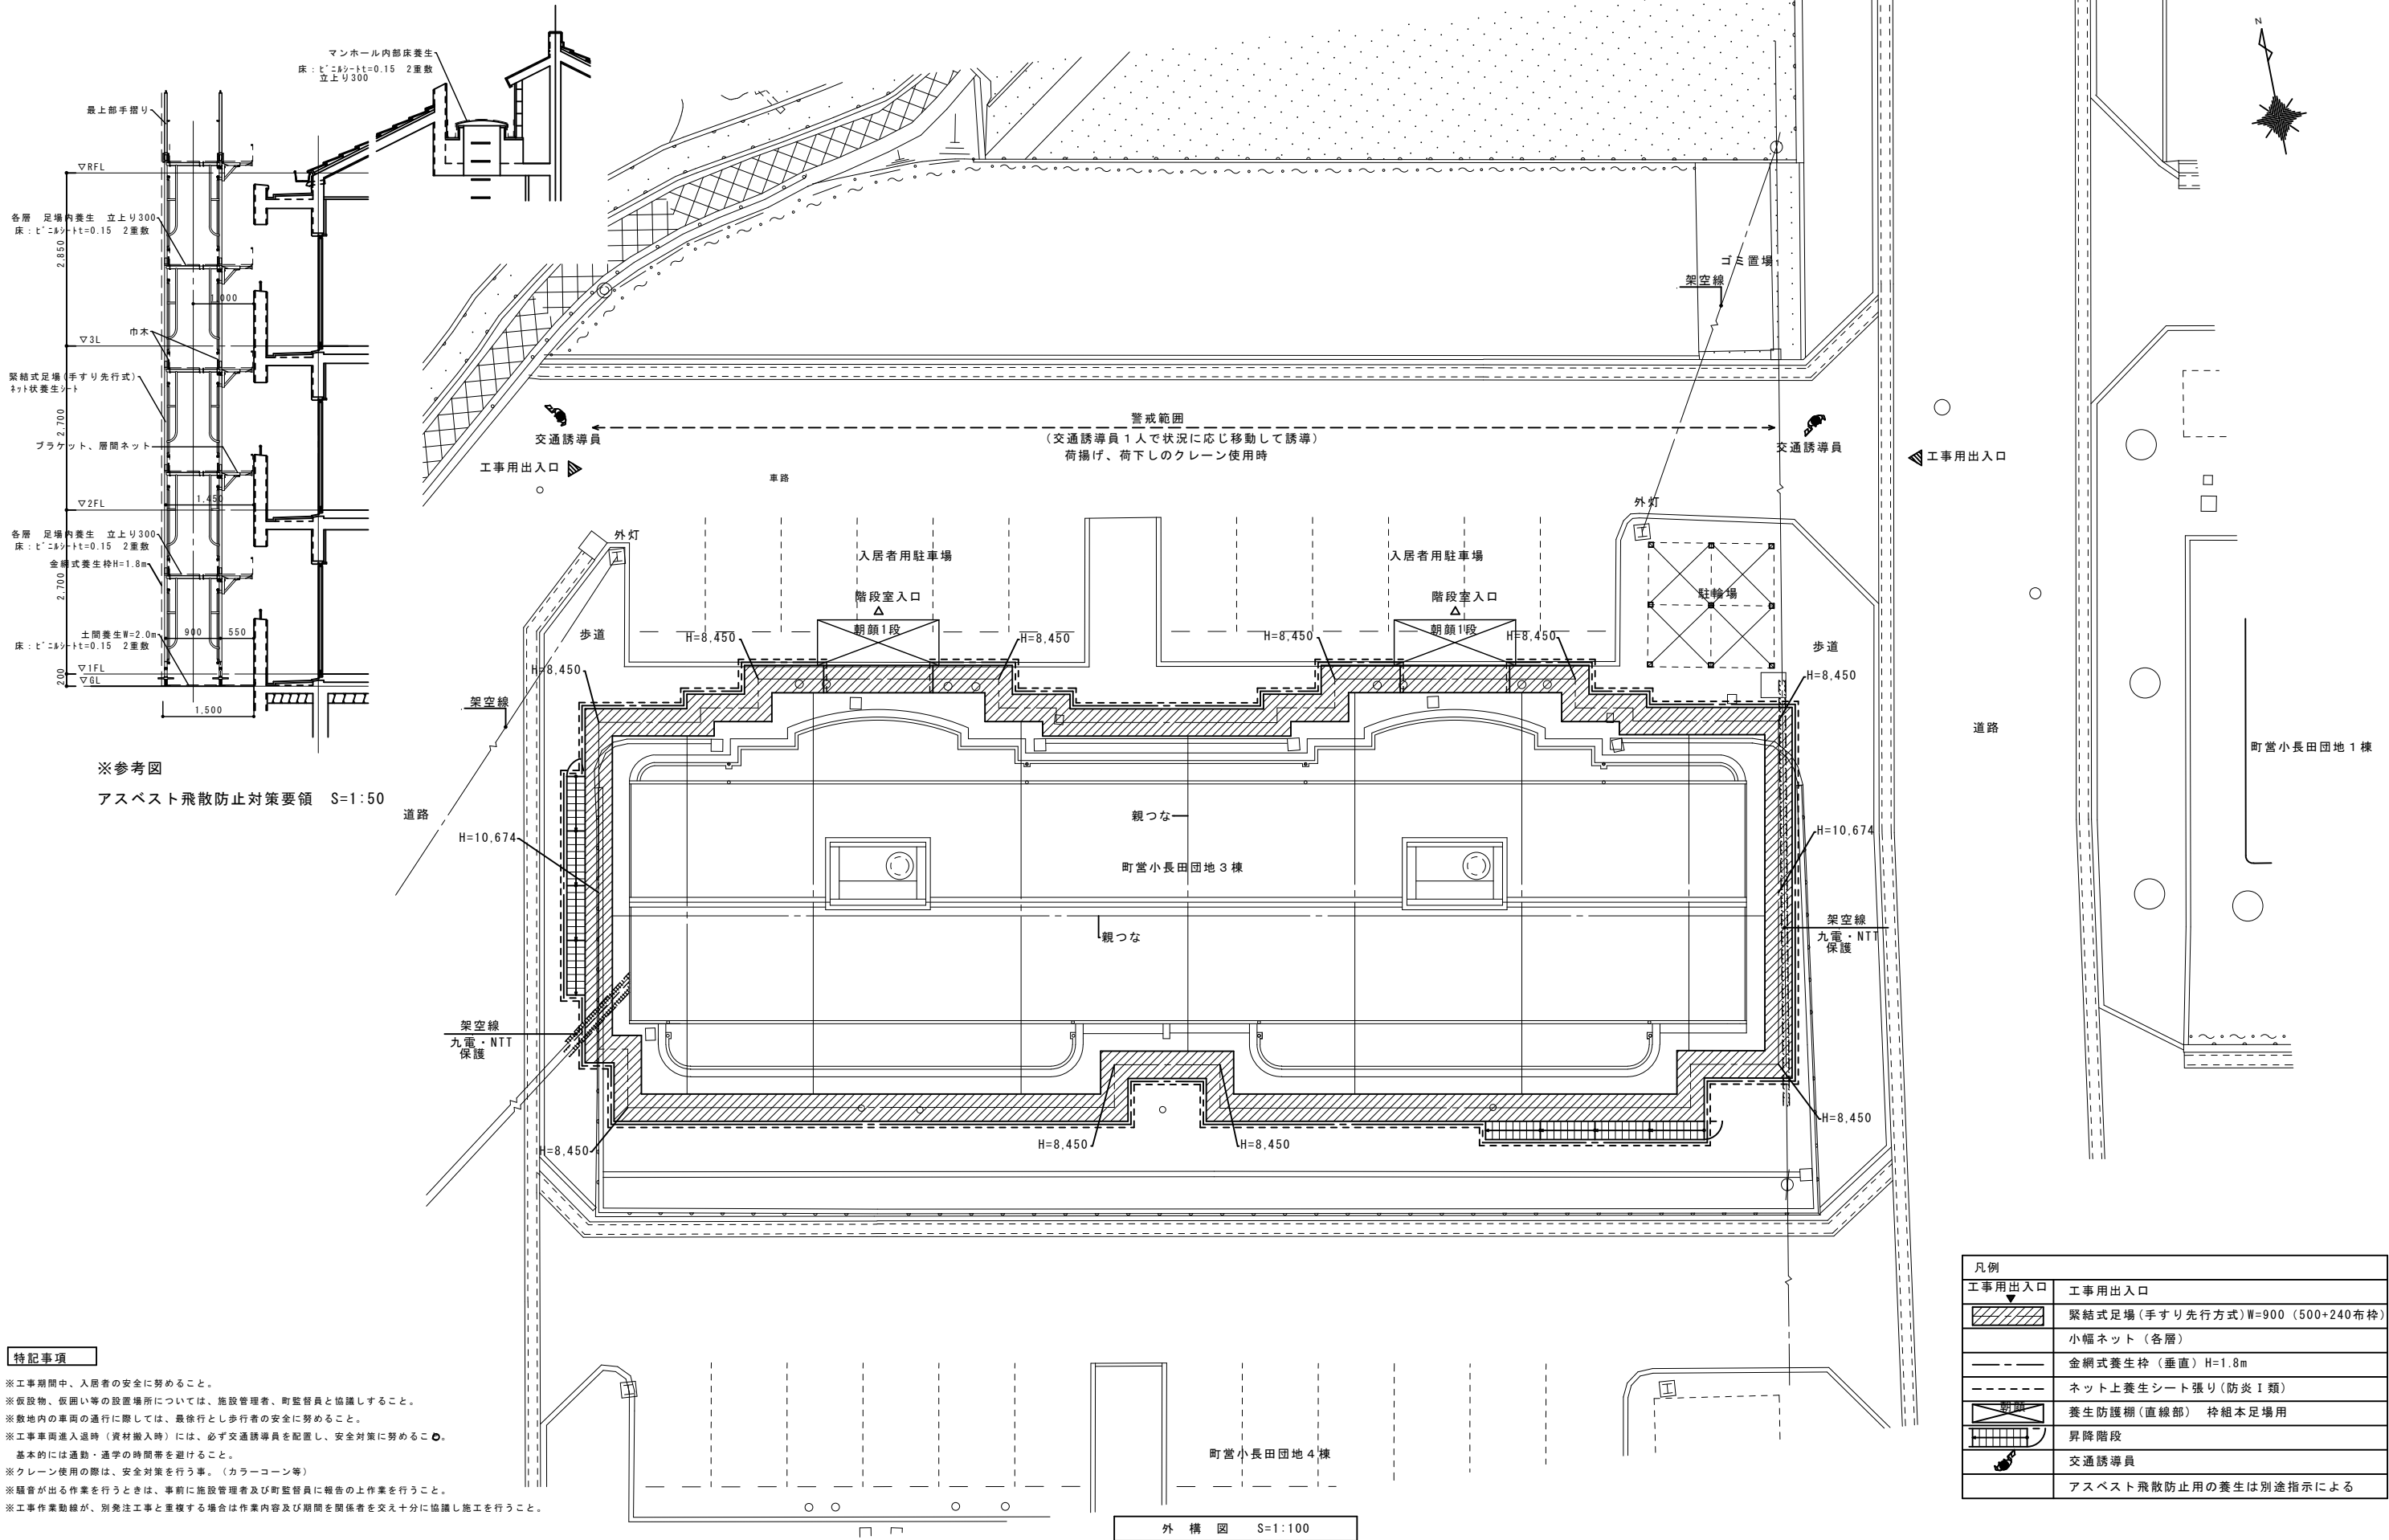 マンホール内部床養生
床：ビニルシートt=0.15　2重敷
立上り300
最上部手摺り
▽RFL
各層　足場内養生　立上り300
床：ビニルシートt=0.15　2重敷
2,850
1,000
巾木
▽3L
緊結式足場(手すり先行式)
ネット状養生シート
2,700
ブラケット、層間ネット
1,450
▽2FL
各層　足場内養生　立上り300
床：ビニルシートt=0.15　2重敷
金網式養生枠H=1.8m
2,700
土間養生W=2.0m
900
550
床：ビニルシートt=0.15　2重敷
▽1FL
200
▽GL
1,500
※参考図
アスベスト飛散防止対策要領　S=1:50
N
ゴミ置場
架空線
警戒範囲
(交通誘導員１人で状況に応じ移動して誘導)
荷揚げ、荷下しのクレーン使用時
交通誘導員
交通誘導員
工事用出入口
工事用出入口
車路
外灯
外灯
入居者用駐車場
入居者用駐車場
階段室入口
階段室入口
朝顔1段
朝顔1段
駐輪場
歩道
歩道
H=8,450
H=8,450
H=8,450
H=8,450
H=8,450
H=8,450
架空線
道路
道路
町営小長田団地１棟
親つな
H=10,674
H=10,674
町営小長田団地３棟
親つな
架空線
九電・NTT
保護
架空線
九電・NTT
保護
H=8,450
H=8,450
H=8,450
H=8,450
町営小長田団地４棟
特記事項
※工事期間中、入居者の安全に努めること。
※仮設物、仮囲い等の設置場所については、施設管理者、町監督員と協議しすること。
※敷地内の車両の通行に際しては、最徐行とし歩行者の安全に努めること。
※工事車両進入退時（資材搬入時）には、必ず交通誘導員を配置し、安全対策に努めるこ。
基本的には通勤・通学の時間帯を避けること。
※クレーン使用の際は、安全対策を行う事。（カラーコーン等）
※騒音が出る作業を行うときは、事前に施設管理者及び町監督員に報告の上作業を行うこと。
※工事作業動線が、別発注工事と重複する場合は作業内容及び期間を関係者を交え十分に協議し施工を行うこと。
外　構　図　　S=1:100
凡例
工事用出入口　工事用出入口
緊結式足場(手すり先行方式)W=900（500+240布枠)
小幅ネット（各層）
金網式養生枠（垂直）H=1.8m
ネット上養生シート張り(防炎Ⅰ類)
朝顔　養生防護棚(直線部)　枠組本足場用
昇降階段
交通誘導員
アスベスト飛散防止用の養生は別途指示による